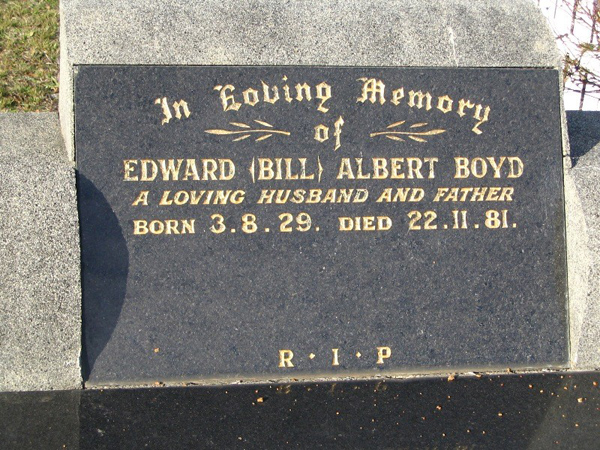 In Loving Memory
of
EDWARD (BILL) ALBERT BOYD
A LOVING HUSBAND AND FATHER
BORN 3.8.29. DIED 22.11.81.
R · I · P